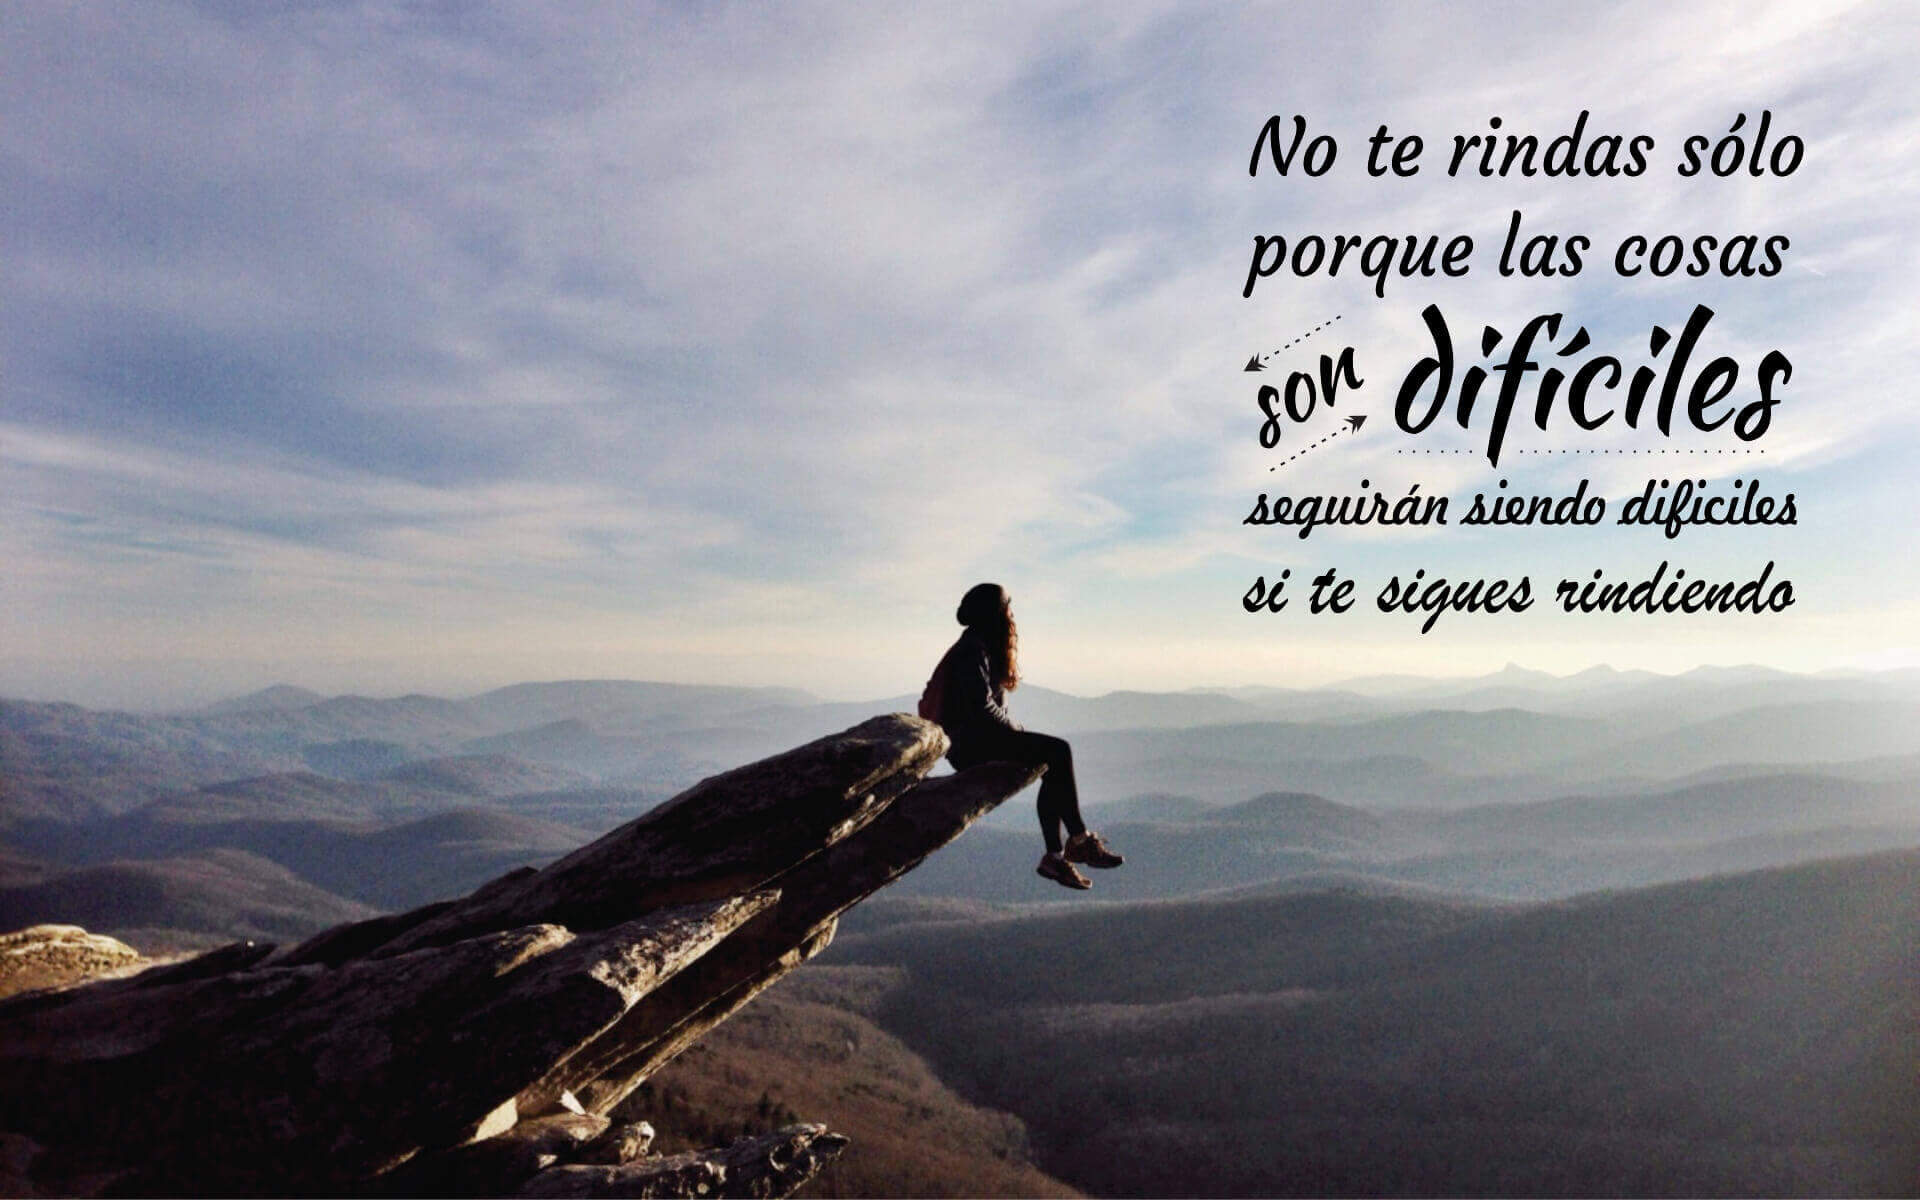 No te rindas sólo
porque las cosas
son difíciles
seguirán siendo dificiles
si te sigues rindiendo